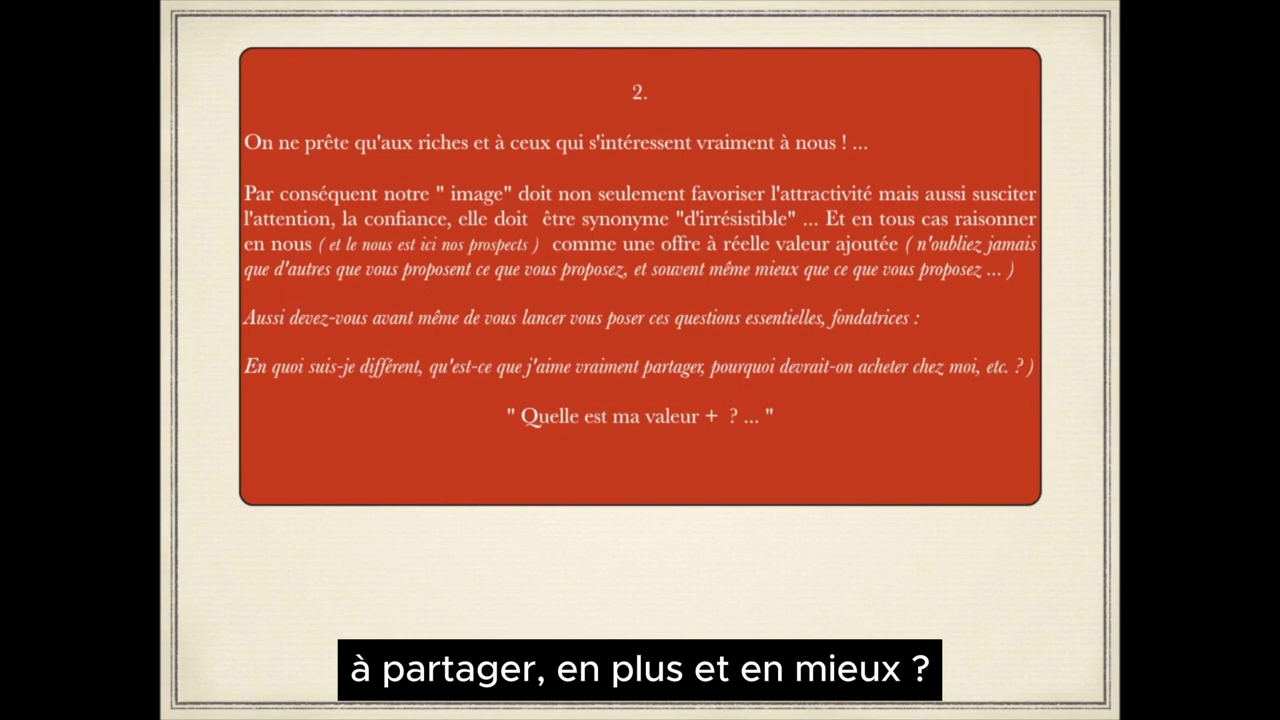 2.
On ne prête qu'aux riches et à ceux qui s'intéressent vraiment à nous ! ...
Par conséquent notre " image" doit non seulement favoriser l'attractivité mais aussi susciter
l'attention, la confiance, elle doit être synonyme "d'irrésistible" ... Et en tous cas raisonner
en nous ( et le nous est ici nos prospects ) comme une offre à réelle valeur ajoutée ( n'oubliez jamais
que d'autres que vous proposent ce que vous proposez, et souvent même mieux que ce que vous proposez ... )
Aussi devez-vous avant même de vous lancer vous poser ces questions essentielles, fondatrices :
En quoi suis-je différent, qu'est-ce que j'aime vraiment partager, pourquoi devrait-on acheter chez moi, etc. ? )
" Quelle est ma valeur + ? ... "
à partager, en plus et en mieux ?